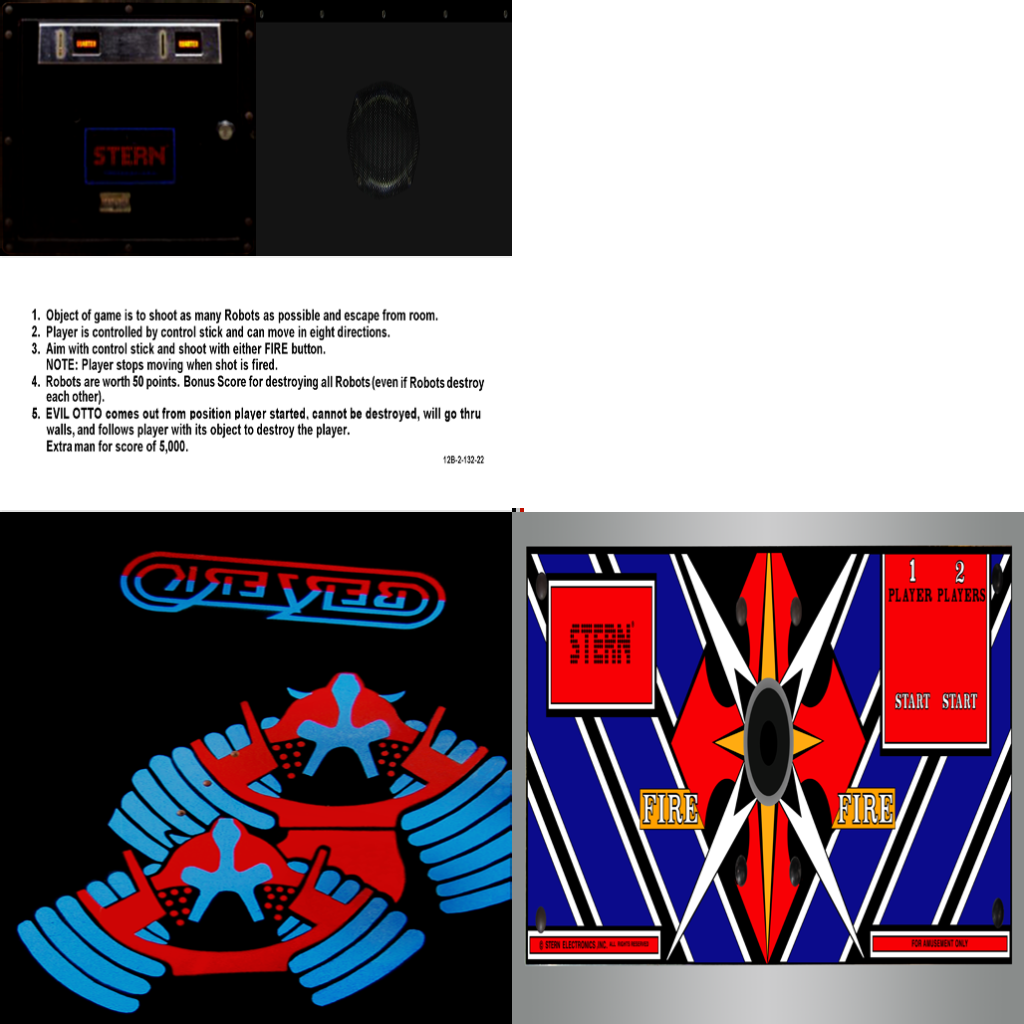 STERN
1. Object of game is to shoot as many Robots as possible and escape from room.
2. Player is controlled by control stick and can move in eight directions.
3. Aim with control stick and shoot with either FIRE button.
NOTE: Player stops moving when shot is fired.
4. Robots are worth 50 points. Bonus Score for destroying all Robots (even if Robots destroy
each other).
5. EVIL OTTO comes out from position player started, cannot be destroyed, will go thru
walls, and follows player with its object to destroy the player.
Extra man for score of 5,000.
12B-2-132-22
BERZERK
STERN®
1 2
PLAYER PLAYERS
START START
FIRE FIRE
© STERN ELECTRONICS, INC. ALL RIGHTS RESERVED
FOR AMUSEMENT ONLY